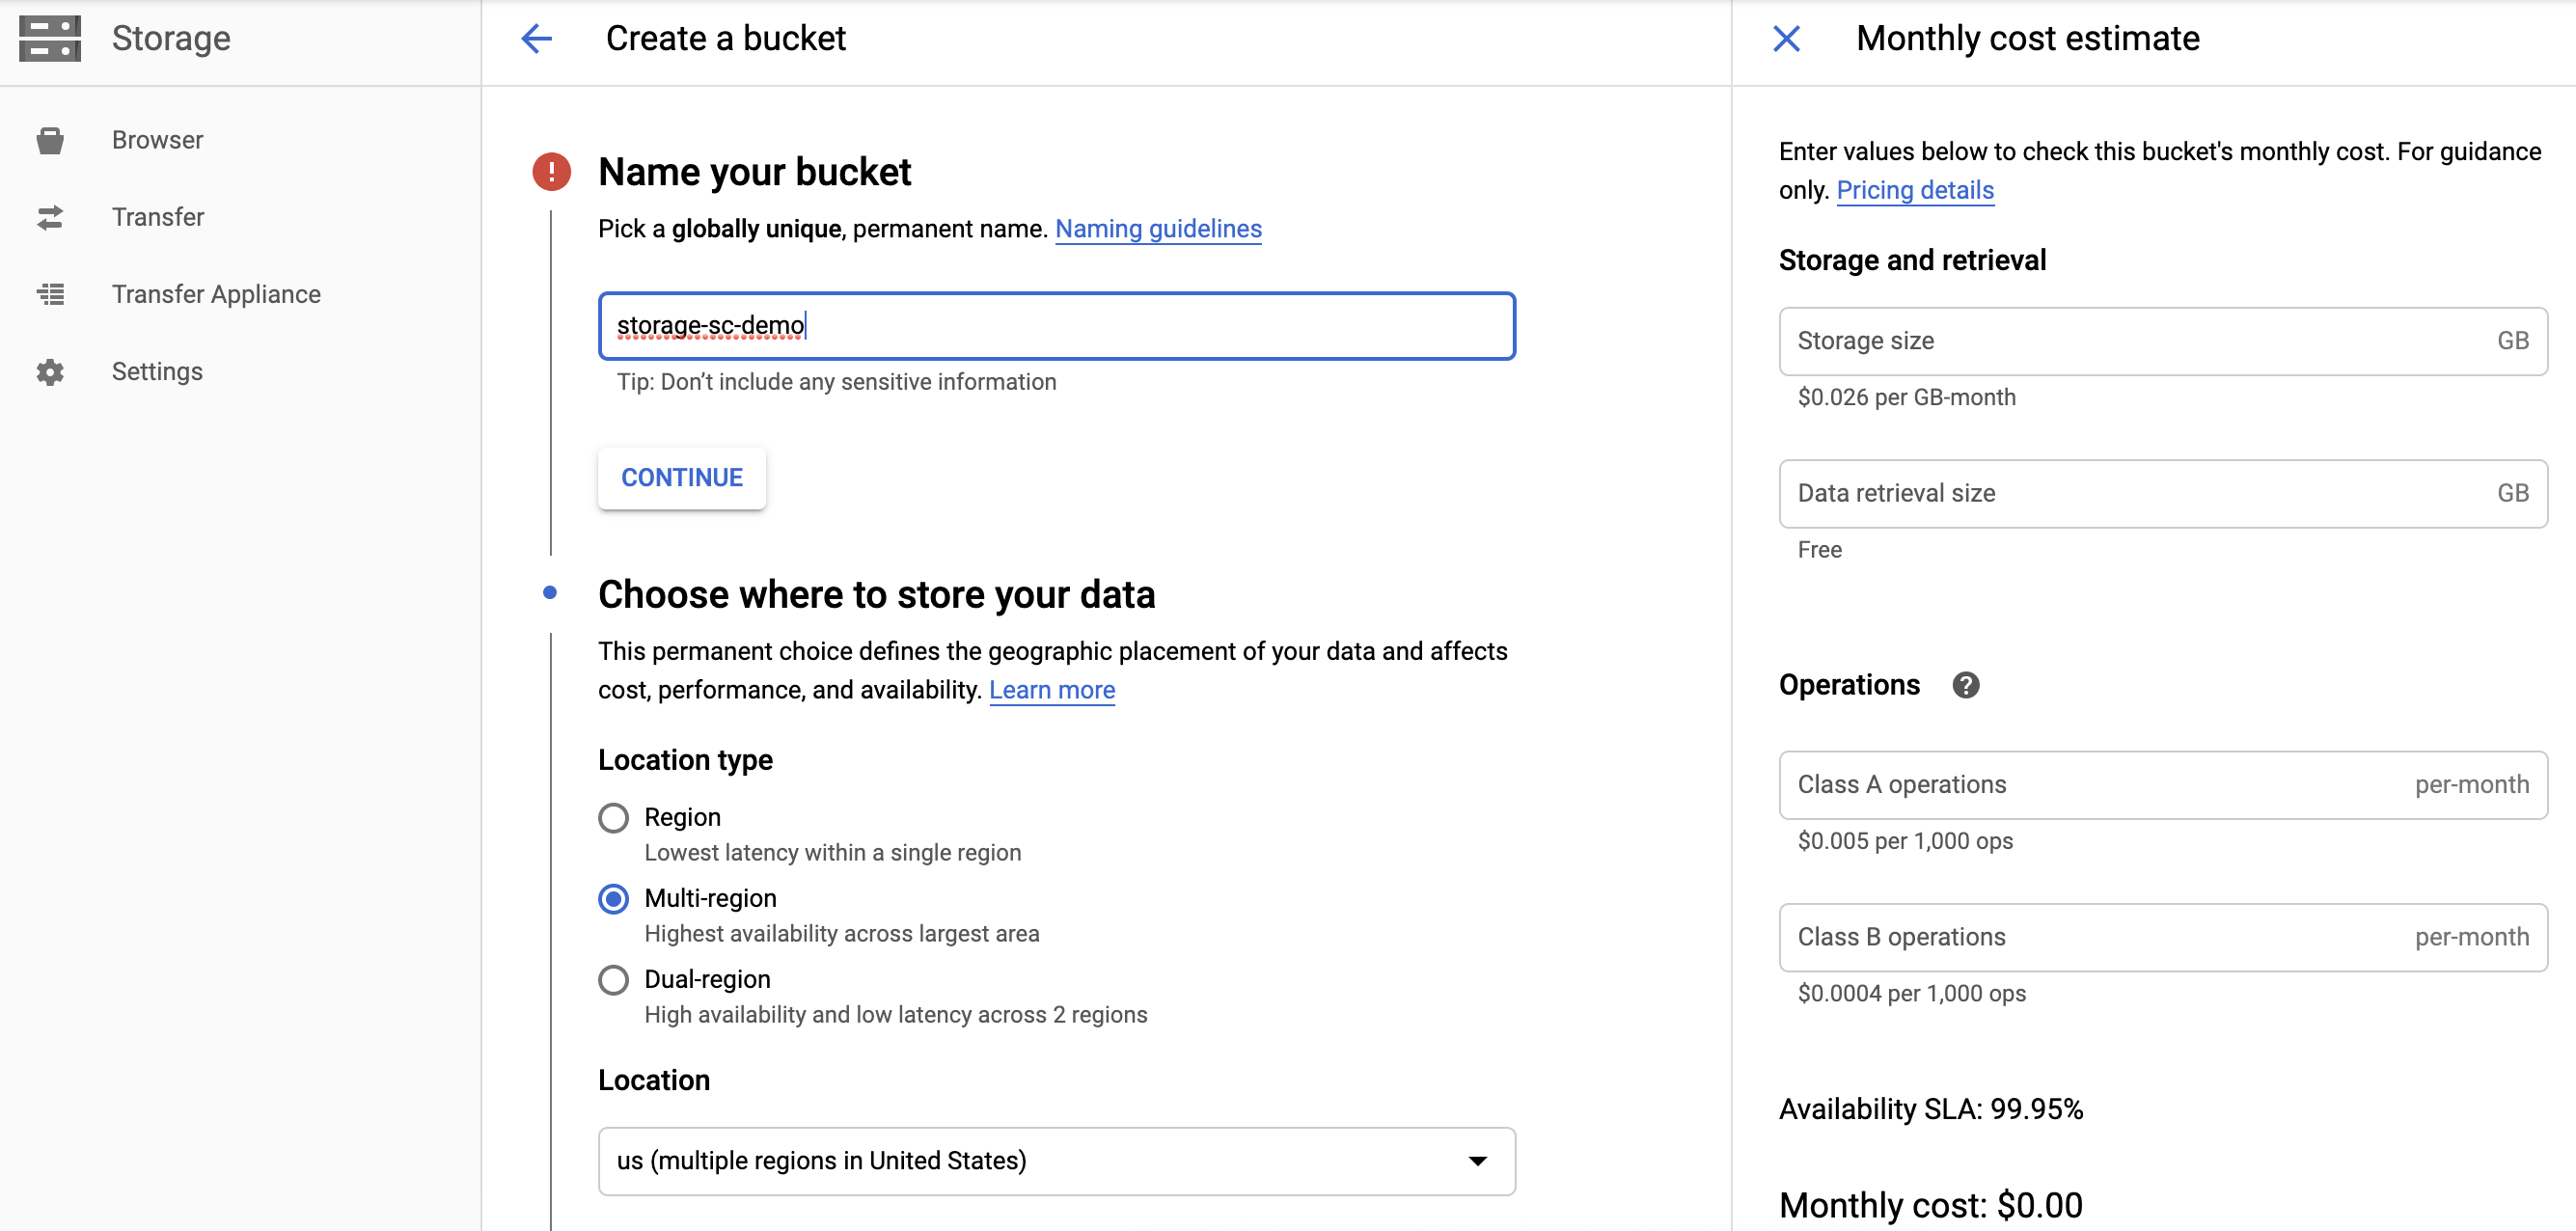 Storage
Browser
Transfer
Transfer Appliance
Settings
Create a bucket
Name your bucket
Pick a globally unique, permanent name. Naming guidelines
storage-sc-demo
Tip: Don’t include any sensitive information
CONTINUE
Choose where to store your data
This permanent choice defines the geographic placement of your data and affects
cost, performance, and availability. Learn more
Location type
Region
Lowest latency within a single region
Multi-region
Highest availability across largest area
Dual-region
High availability and low latency across 2 regions
Location
us (multiple regions in United States)
Monthly cost estimate
Enter values below to check this bucket's monthly cost. For guidance
only. Pricing details
Storage and retrieval
Storage size GB
$0.026 per GB-month
Data retrieval size GB
Free
Operations ?
Class A operations per-month
$0.005 per 1,000 ops
Class B operations per-month
$0.0004 per 1,000 ops
Availability SLA: 99.95%
Monthly cost: $0.00